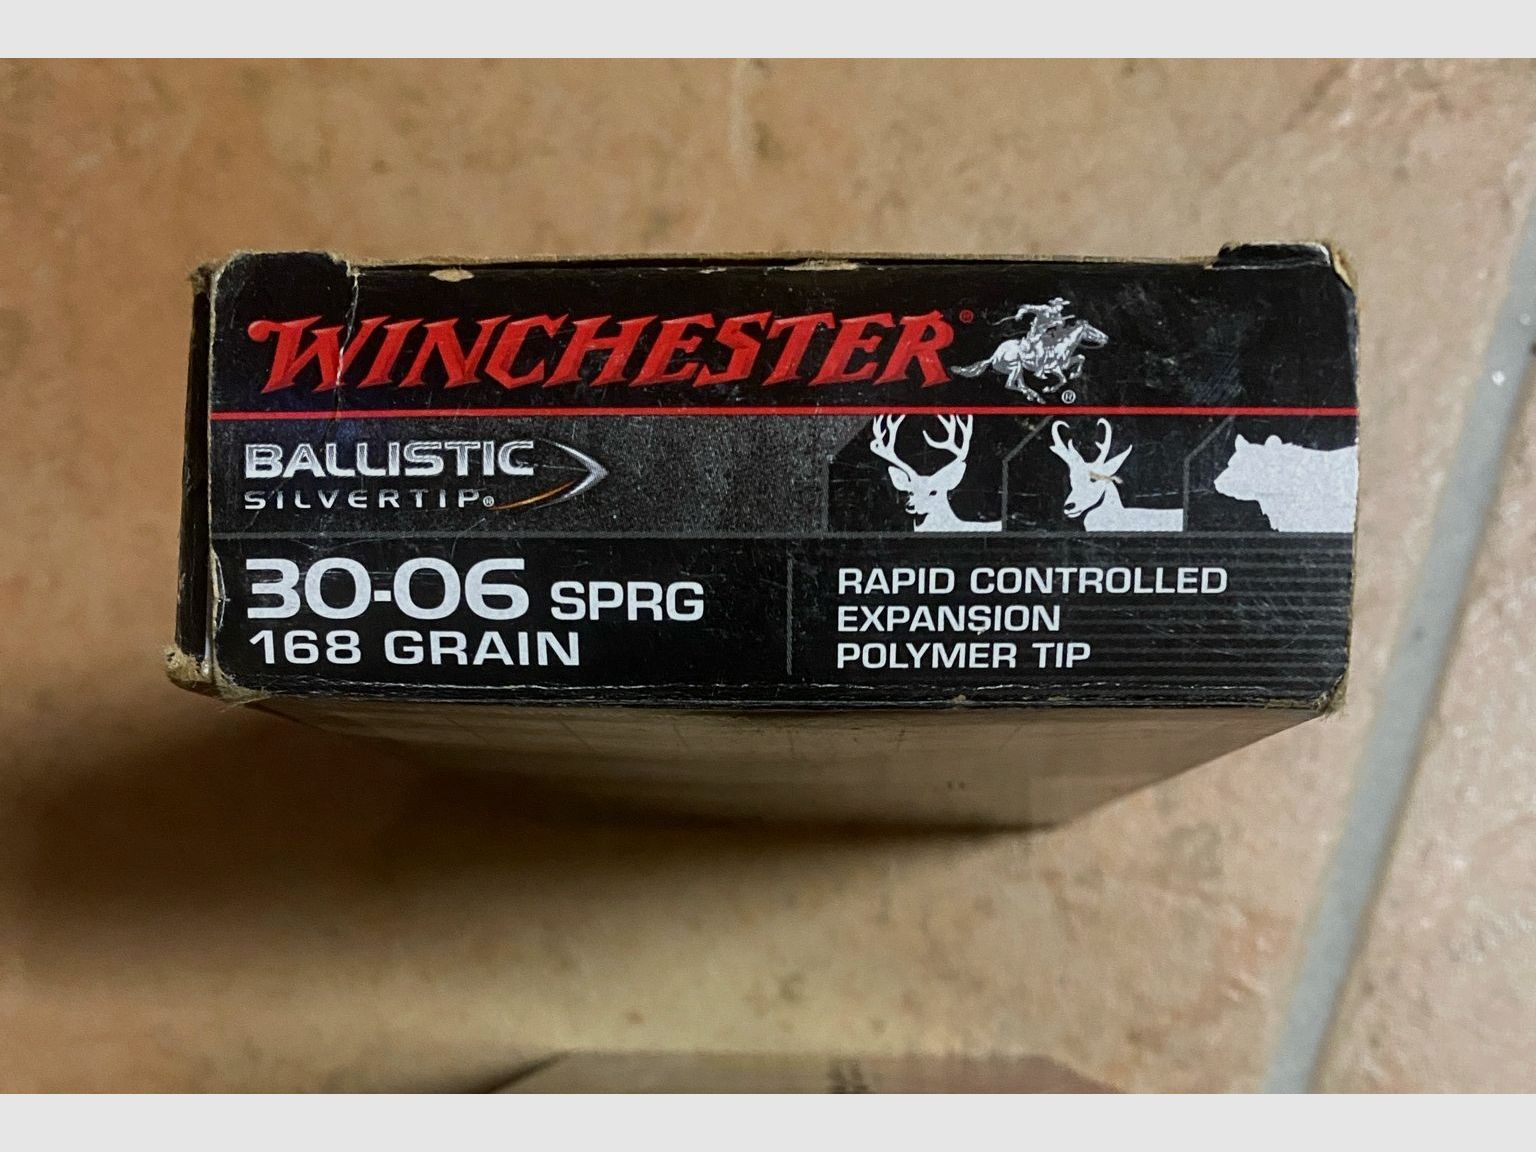 WINCHESTER®
®
BALLISTIC
SILVERTIP®
30-06 SPRG
168 GRAIN
RAPID CONTROLLED
EXPANSION
POLYMER TIP